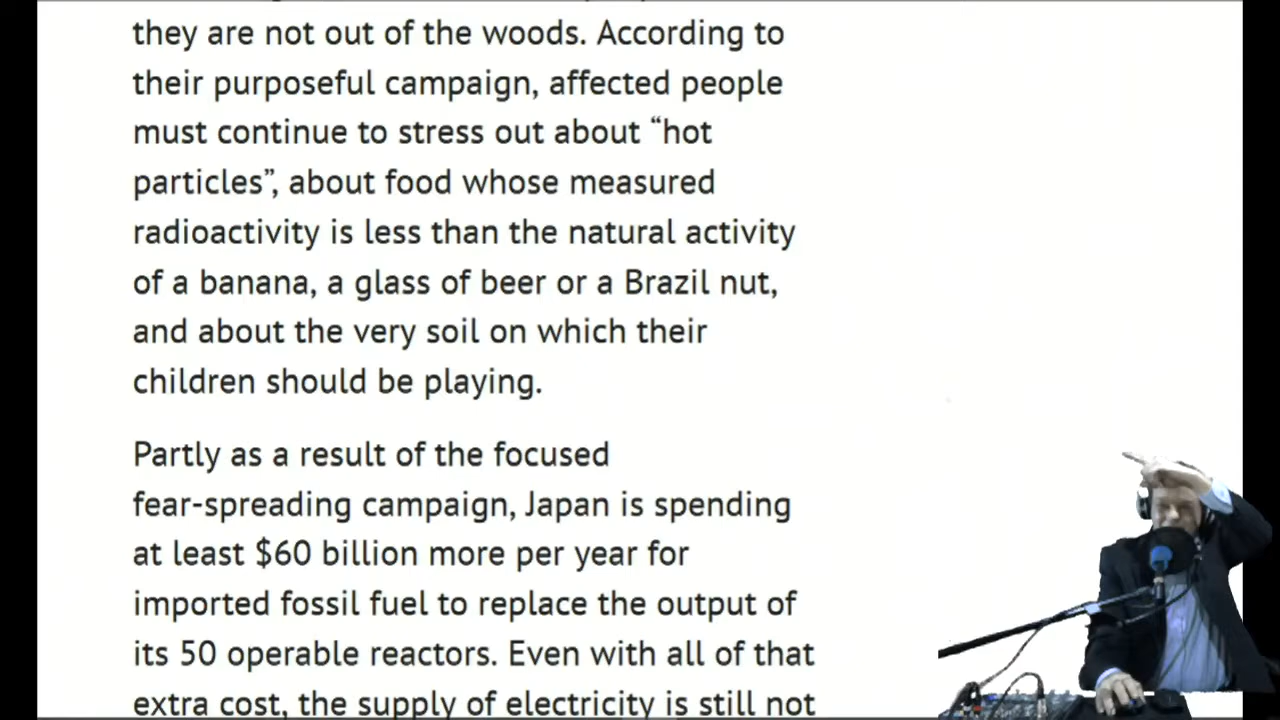 they are not out of the woods. According to
their purposeful campaign, affected people
must continue to stress out about “hot
particles”, about food whose measured
radioactivity is less than the natural activity
of a banana, a glass of beer or a Brazil nut,
and about the very soil on which their
children should be playing.
Partly as a result of the focused
fear-spreading campaign, Japan is spending
at least $60 billion more per year for
imported fossil fuel to replace the output of
its 50 operable reactors. Even with all of that
extra cost, the supply of electricity is still not